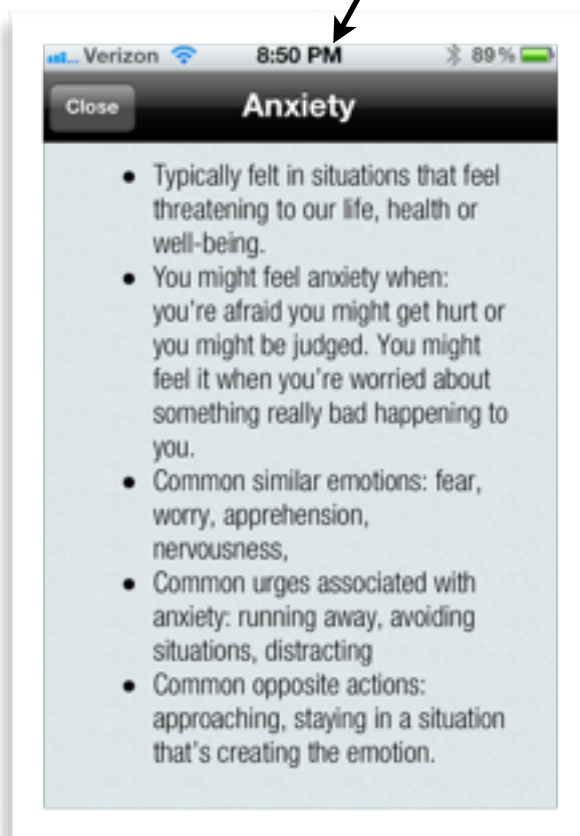 Verizon 8:50 PM 89%
Close Anxiety
• Typically felt in situations that feel
threatening to our life, health or
well-being.
• You might feel anxiety when:
you're afraid you might get hurt or
you might be judged. You might
feel it when you're worried about
something really bad happening to
you.
• Common similar emotions: fear,
worry, apprehension,
nervousness,
• Common urges associated with
anxiety: running away, avoiding
situations, distracting
• Common opposite actions:
approaching, staying in a situation
that's creating the emotion.